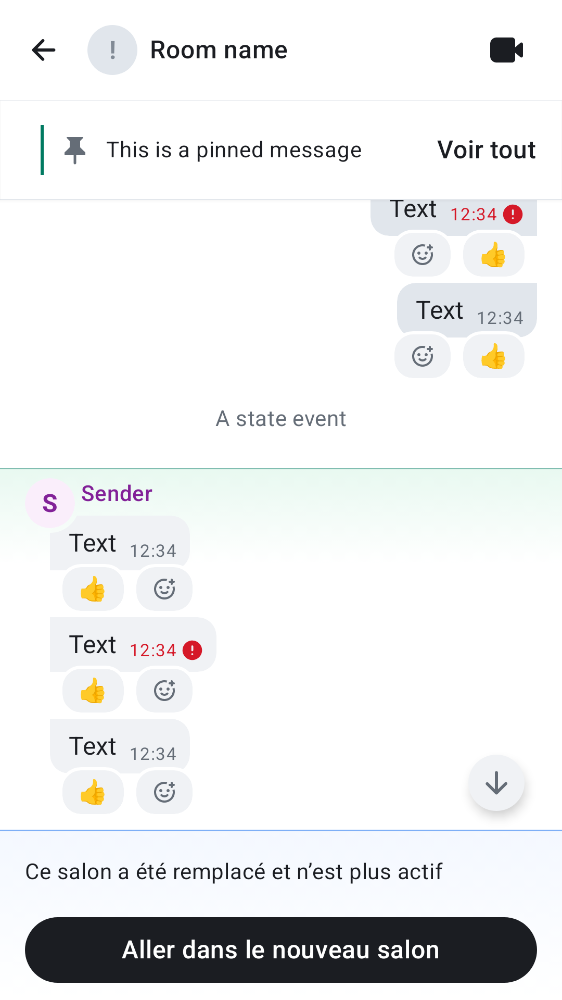 !
Room name
This is a pinned message
Voir tout
Text 12:34
👍
Text 12:34
👍
A state event
S
Sender
Text 12:34
👍
Text 12:34
👍
Text 12:34
👍
Ce salon a été remplacé et n’est plus actif
Aller dans le nouveau salon